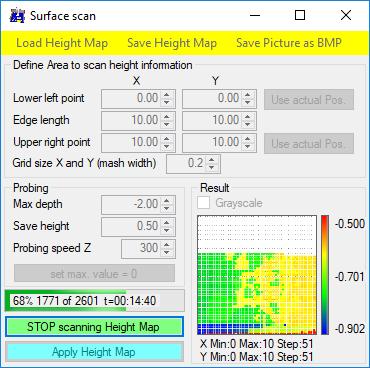 Surface scan
Load Height Map Save Height Map Save Picture as BMP
Define Area to scan height information
X Y
Lower left point 0.00 0.00 Use actual Pos.
Edge length 10.00 10.00
Upper right point 10.00 10.00 Use actual Pos.
Grid size X and Y (mash width) 0.2
Probing
Max depth -2.00
Save height 0.50
Probing speed Z 300
set max. value = 0
Result
Grayscale
-0.500
-0.701
-0.902
X Min:0 Max:10 Step:51
Y Min:0 Max:10 Step:51
68% 1771 of 2601 t=00:14:40
STOP scanning Height Map
Apply Height Map